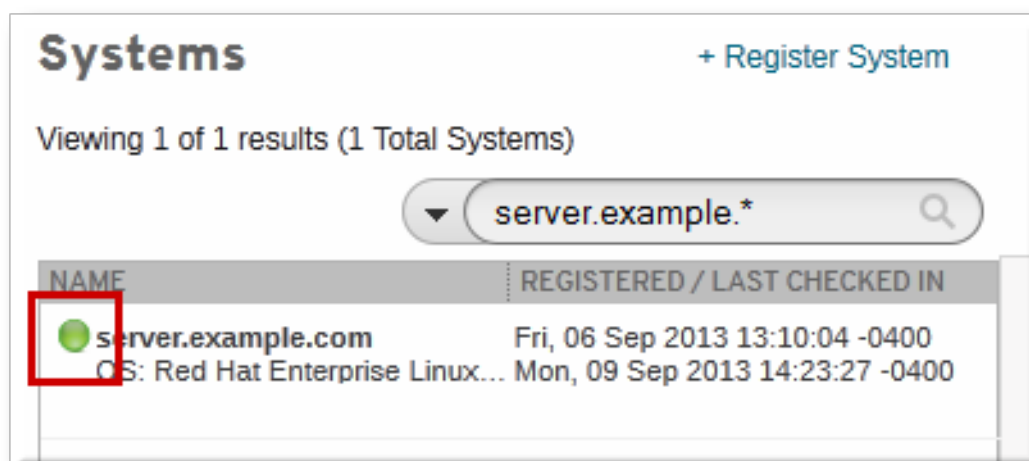 Systems
+ Register System
Viewing 1 of 1 results (1 Total Systems)
server.example.*
NAME REGISTERED / LAST CHECKED IN
server.example.com Fri, 06 Sep 2013 13:10:04 -0400
OS: Red Hat Enterprise Linux... Mon, 09 Sep 2013 14:23:27 -0400